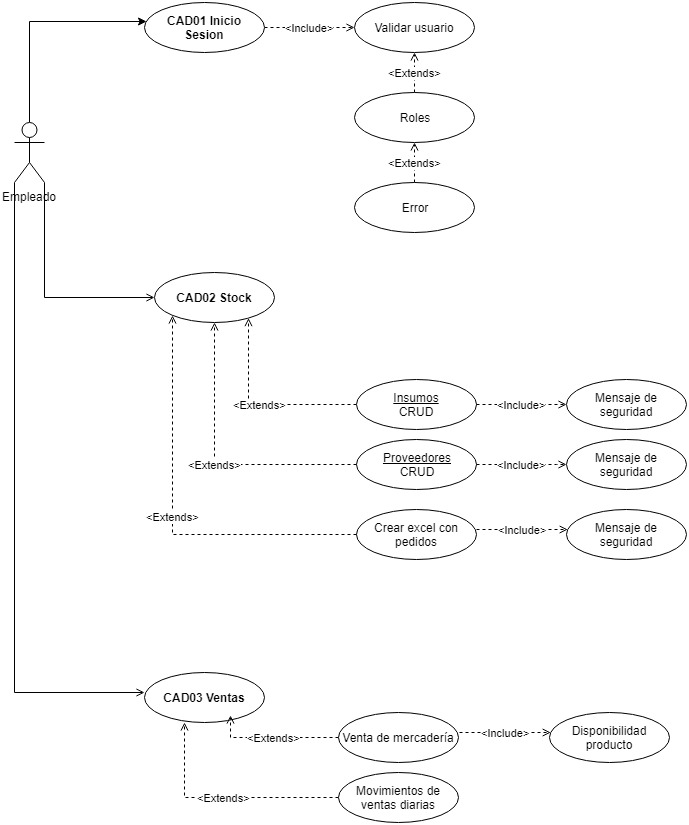 CAD01 Inicio
Sesion
<Include>
Validar usuario
<Extends>
Roles
<Extends>
Error
Empleado
CAD02 Stock
<Extends>
Insumos
CRUD
<Include>
Mensaje de
seguridad
<Extends>
Proveedores
CRUD
<Include>
Mensaje de
seguridad
<Extends>
Crear excel con
pedidos
<Include>
Mensaje de
seguridad
CAD03 Ventas
<Extends>
Venta de mercadería
<Include>
Disponibilidad
producto
<Extends>
Movimientos de
ventas diarias